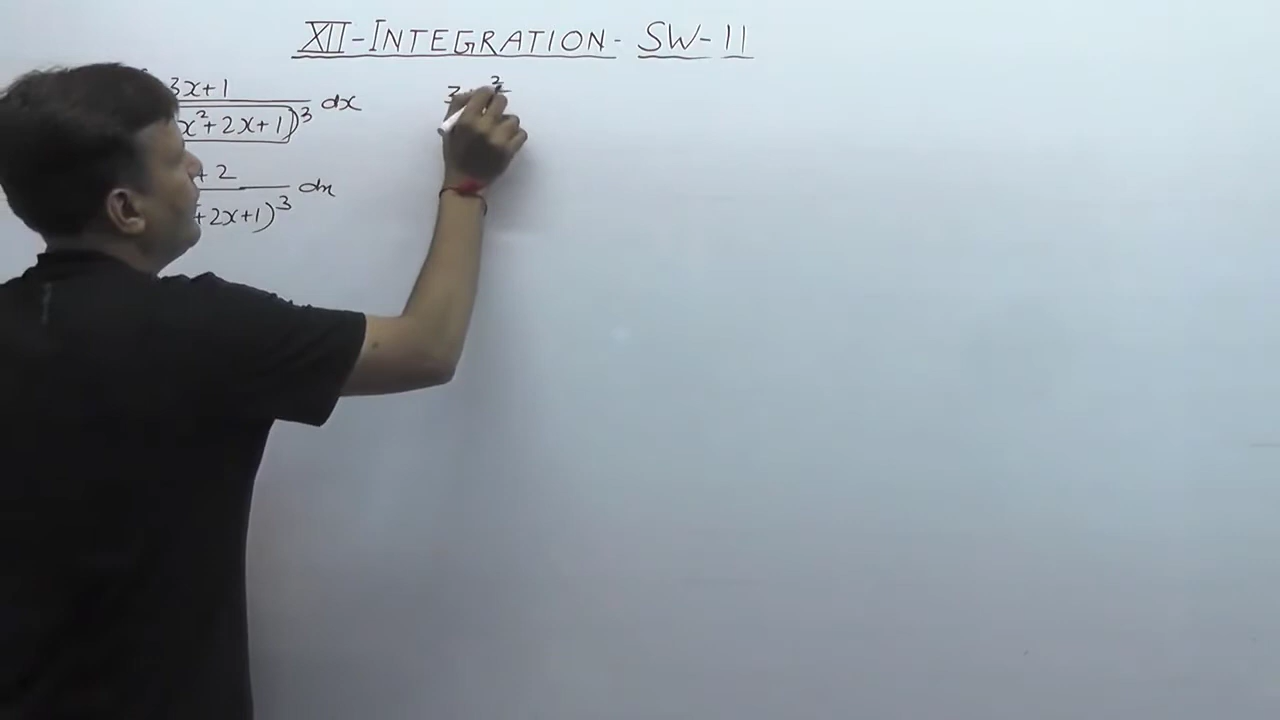 XII - INTEGRATION - SW - 11
3x+1
x²+2x+1)³ dx
+2
+2x+1)³ dx